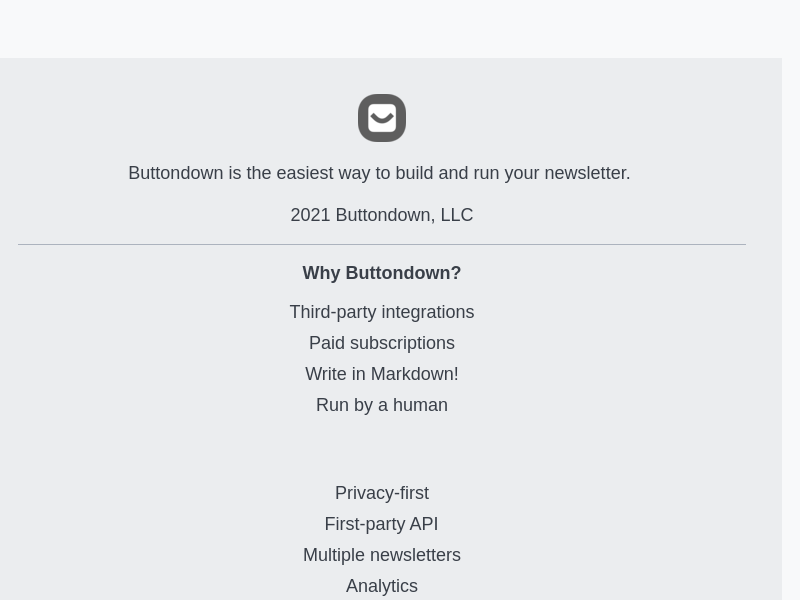 Buttondown is the easiest way to build and run your newsletter.
2021 Buttondown, LLC
Why Buttondown?
Third-party integrations
Paid subscriptions
Write in Markdown!
Run by a human
Privacy-first
First-party API
Multiple newsletters
Analytics